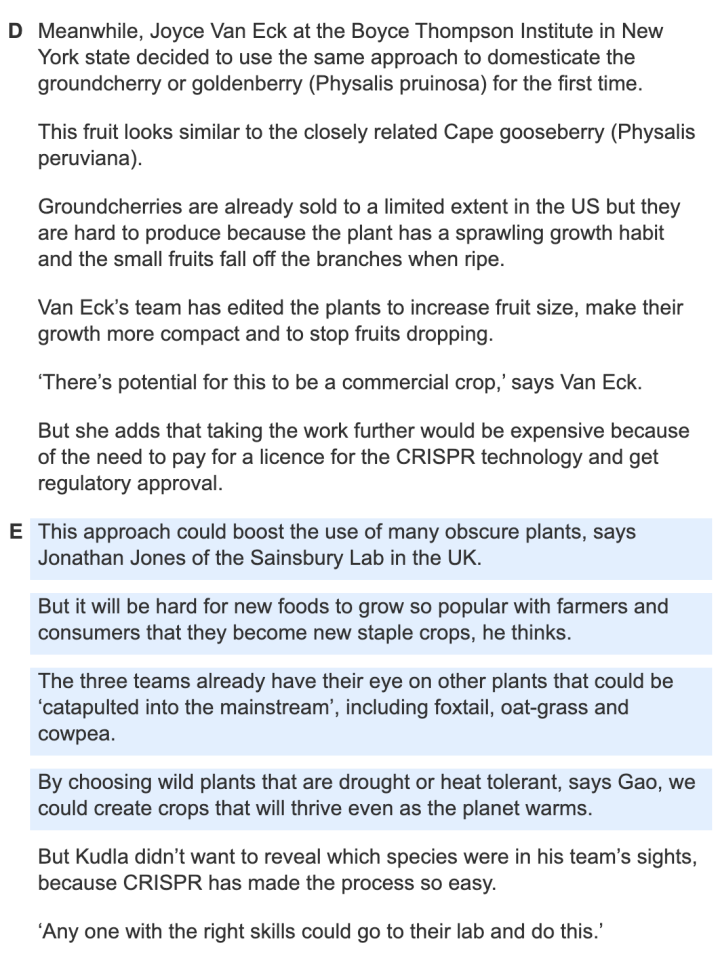 D Meanwhile, Joyce Van Eck at the Boyce Thompson Institute in New
York state decided to use the same approach to domesticate the
groundcherry or goldenberry (Physalis pruinosa) for the first time.
This fruit looks similar to the closely related Cape gooseberry (Physalis
peruviana).
Groundcherries are already sold to a limited extent in the US but they
are hard to produce because the plant has a sprawling growth habit
and the small fruits fall off the branches when ripe.
Van Eck’s team has edited the plants to increase fruit size, make their
growth more compact and to stop fruits dropping.
‘There’s potential for this to be a commercial crop,’ says Van Eck.
But she adds that taking the work further would be expensive because
of the need to pay for a licence for the CRISPR technology and get
regulatory approval.
E This approach could boost the use of many obscure plants, says
Jonathan Jones of the Sainsbury Lab in the UK.
But it will be hard for new foods to grow so popular with farmers and
consumers that they become new staple crops, he thinks.
The three teams already have their eye on other plants that could be
‘catapulted into the mainstream’, including foxtail, oat-grass and
cowpea.
By choosing wild plants that are drought or heat tolerant, says Gao, we
could create crops that will thrive even as the planet warms.
But Kudla didn’t want to reveal which species were in his team’s sights,
because CRISPR has made the process so easy.
‘Any one with the right skills could go to their lab and do this.’